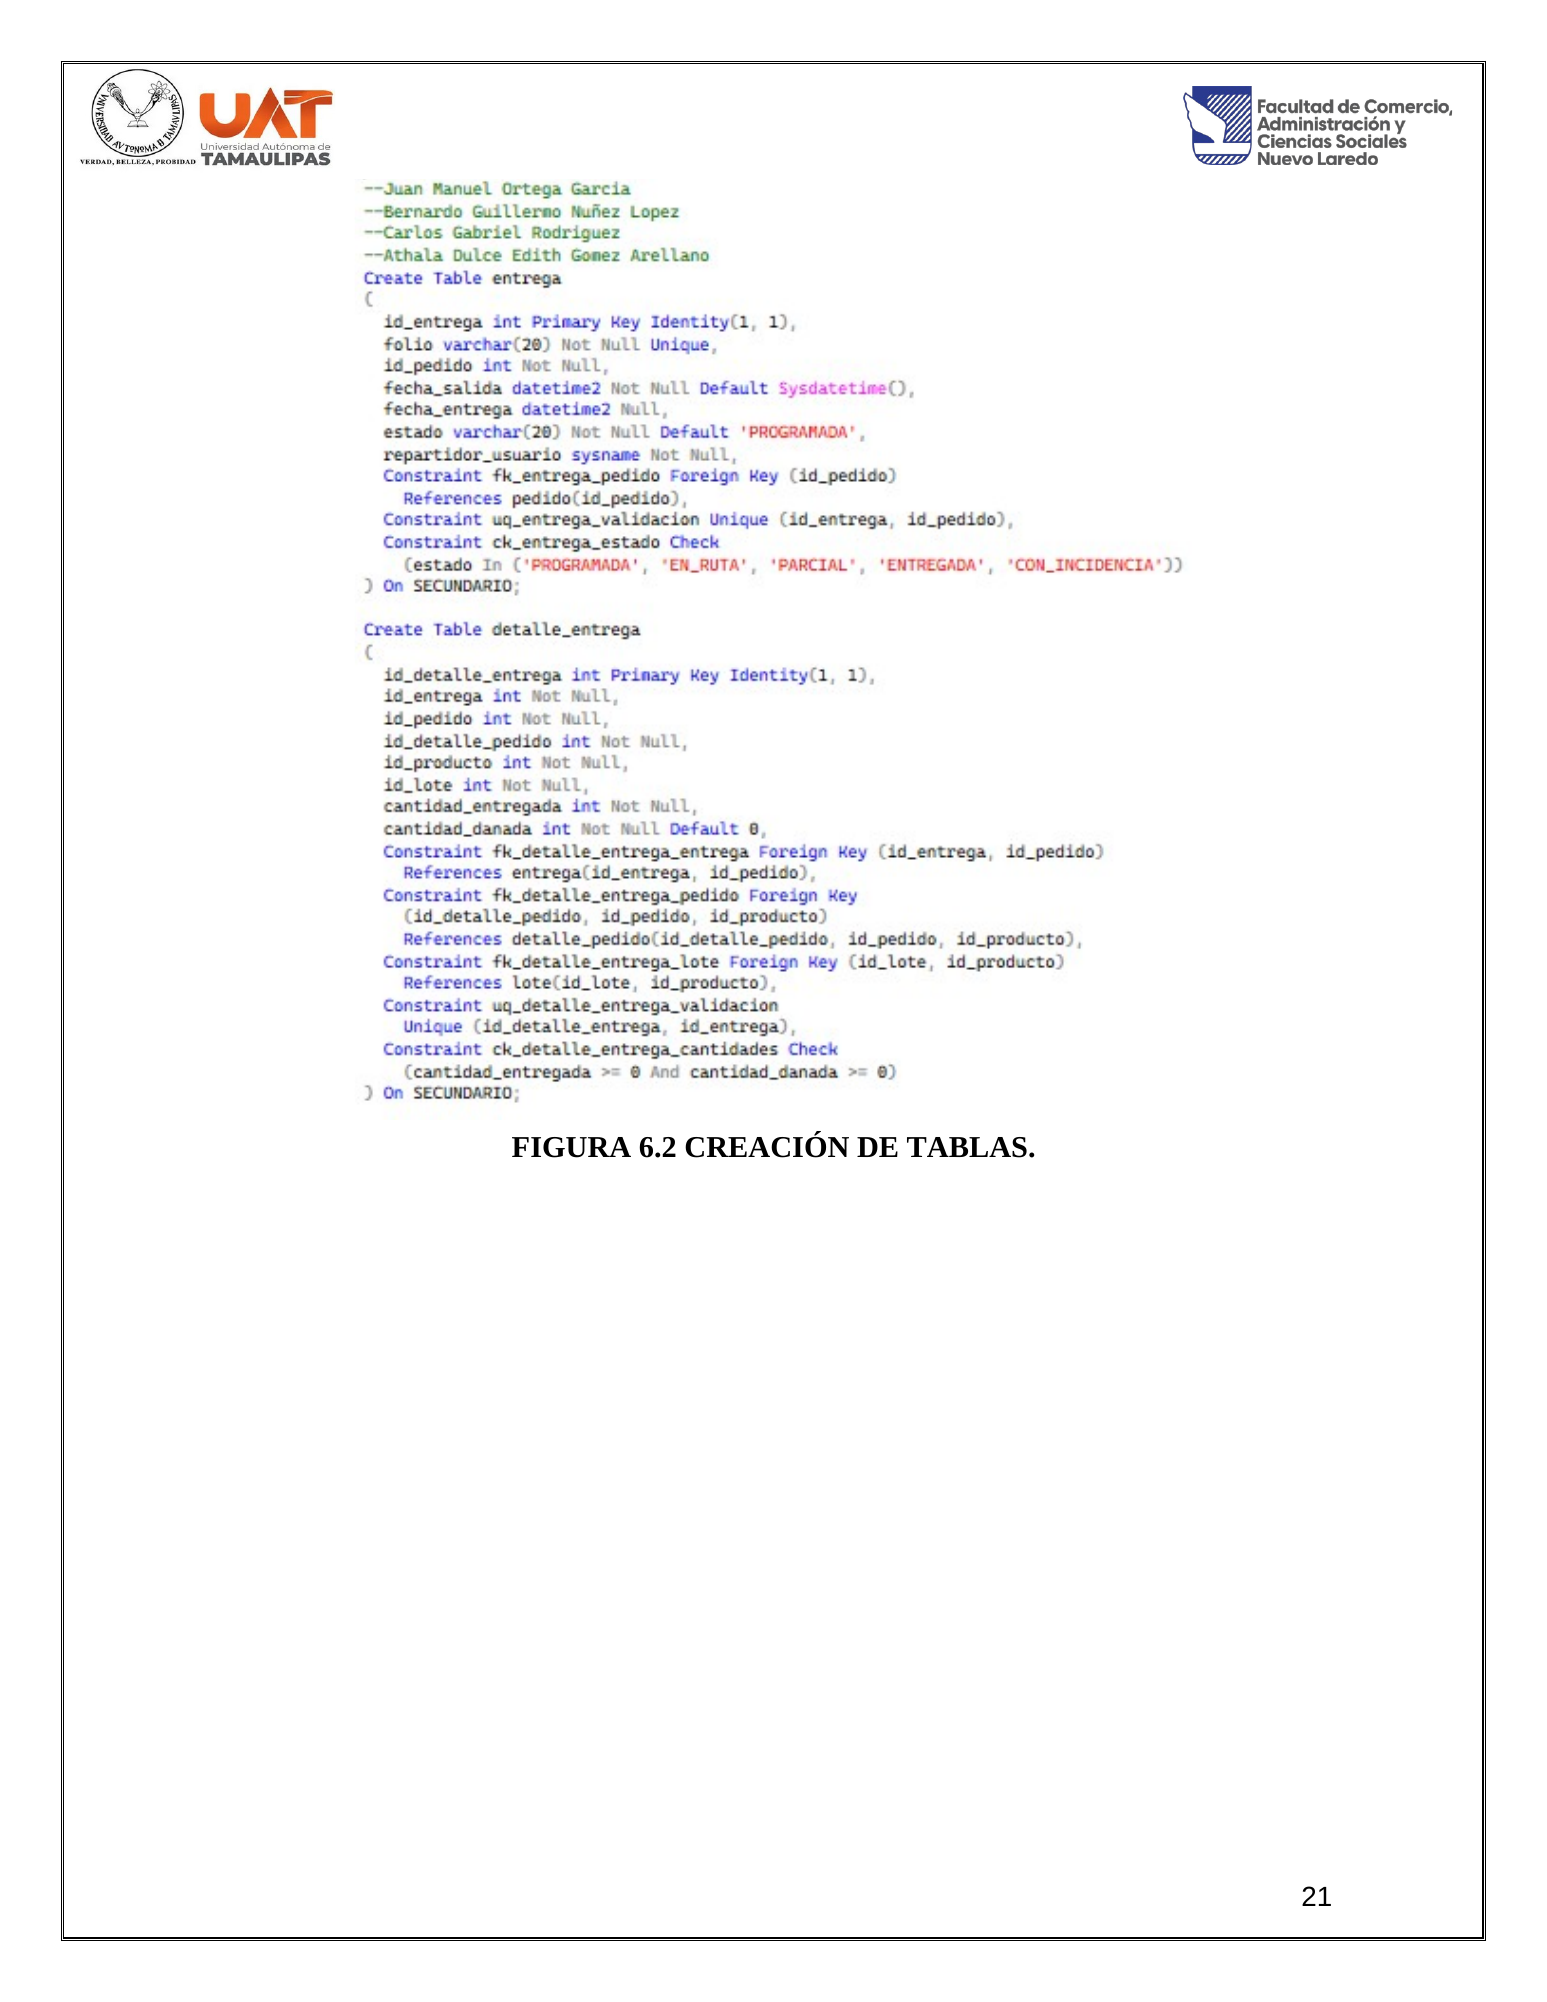 VNIVERSIDAD AVTONOMA D TAMAVLIPAS
VERDAD, BELLEZA, PROBIDAD
UAT
Universidad Autónoma de
TAMAULIPAS
Facultad de Comercio,
Administración y
Ciencias Sociales
Nuevo Laredo
--Juan Manuel Ortega Garcia
--Bernardo Guillermo Nuñez Lopez
--Carlos Gabriel Rodriguez
--Athala Dulce Edith Gomez Arellano
Create Table entrega
(
  id_entrega int Primary Key Identity(1, 1),
  folio varchar(20) Not Null Unique,
  id_pedido int Not Null,
  fecha_salida datetime2 Not Null Default Sysdatetime(),
  fecha_entrega datetime2 Null,
  estado varchar(20) Not Null Default 'PROGRAMADA',
  repartidor_usuario sysname Not Null,
  Constraint fk_entrega_pedido Foreign Key (id_pedido)
    References pedido(id_pedido),
  Constraint uq_entrega_validacion Unique (id_entrega, id_pedido),
  Constraint ck_entrega_estado Check
    (estado In ('PROGRAMADA', 'EN_RUTA', 'PARCIAL', 'ENTREGADA', 'CON_INCIDENCIA'))
) On SECUNDARIO;
Create Table detalle_entrega
(
  id_detalle_entrega int Primary Key Identity(1, 1),
  id_entrega int Not Null,
  id_pedido int Not Null,
  id_detalle_pedido int Not Null,
  id_producto int Not Null,
  id_lote int Not Null,
  cantidad_entregada int Not Null,
  cantidad_danada int Not Null Default 0,
  Constraint fk_detalle_entrega_entrega Foreign Key (id_entrega, id_pedido)
    References entrega(id_entrega, id_pedido),
  Constraint fk_detalle_entrega_pedido Foreign Key
    (id_detalle_pedido, id_pedido, id_producto)
    References detalle_pedido(id_detalle_pedido, id_pedido, id_producto),
  Constraint fk_detalle_entrega_lote Foreign Key (id_lote, id_producto)
    References lote(id_lote, id_producto),
  Constraint uq_detalle_entrega_validacion
    Unique (id_detalle_entrega, id_entrega),
  Constraint ck_detalle_entrega_cantidades Check
    (cantidad_entregada >= 0 And cantidad_danada >= 0)
) On SECUNDARIO;
FIGURA 6.2 CREACIÓN DE TABLAS.
21